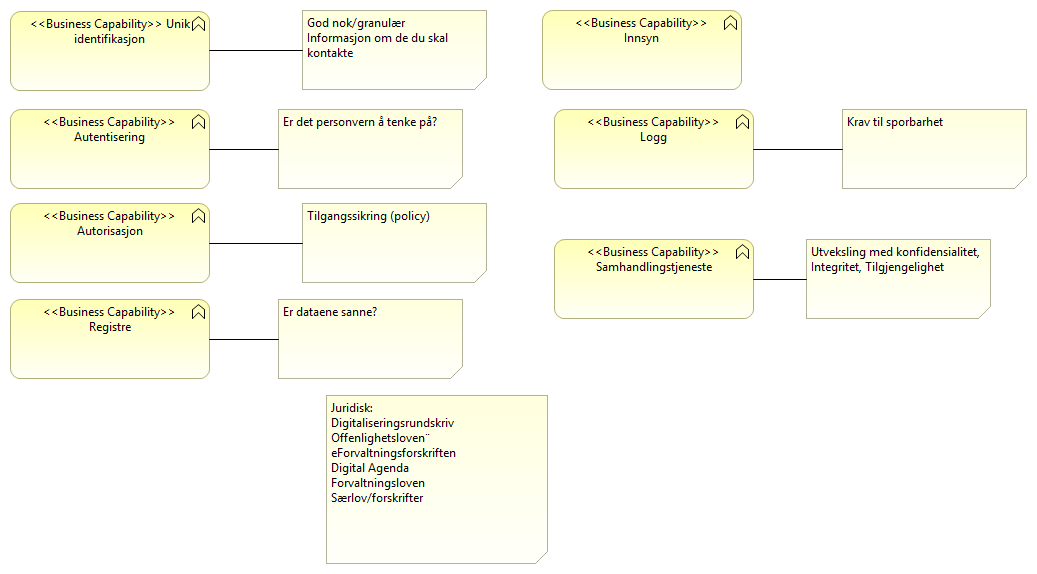 <<Business Capability>> Unik
identifikasjon
God nok/granulær
Informasjon om de du skal
kontakte
<<Business Capability>>
Innsyn
<<Business Capability>>
Autentisering
Er det personvern å tenke på?
<<Business Capability>>
Logg
Krav til sporbarhet
<<Business Capability>>
Autorisasjon
Tilgangssikring (policy)
<<Business Capability>>
Samhandlingstjeneste
Utveksling med konfidensialitet,
Integritet, Tilgjengelighet
<<Business Capability>>
Registre
Er dataene sanne?
Juridisk:
Digitaliseringsrundskriv
Offenlighetsloven¨
eForvaltningsforskriften
Digital Agenda
Forvaltningsloven
Særlov/forskrifter